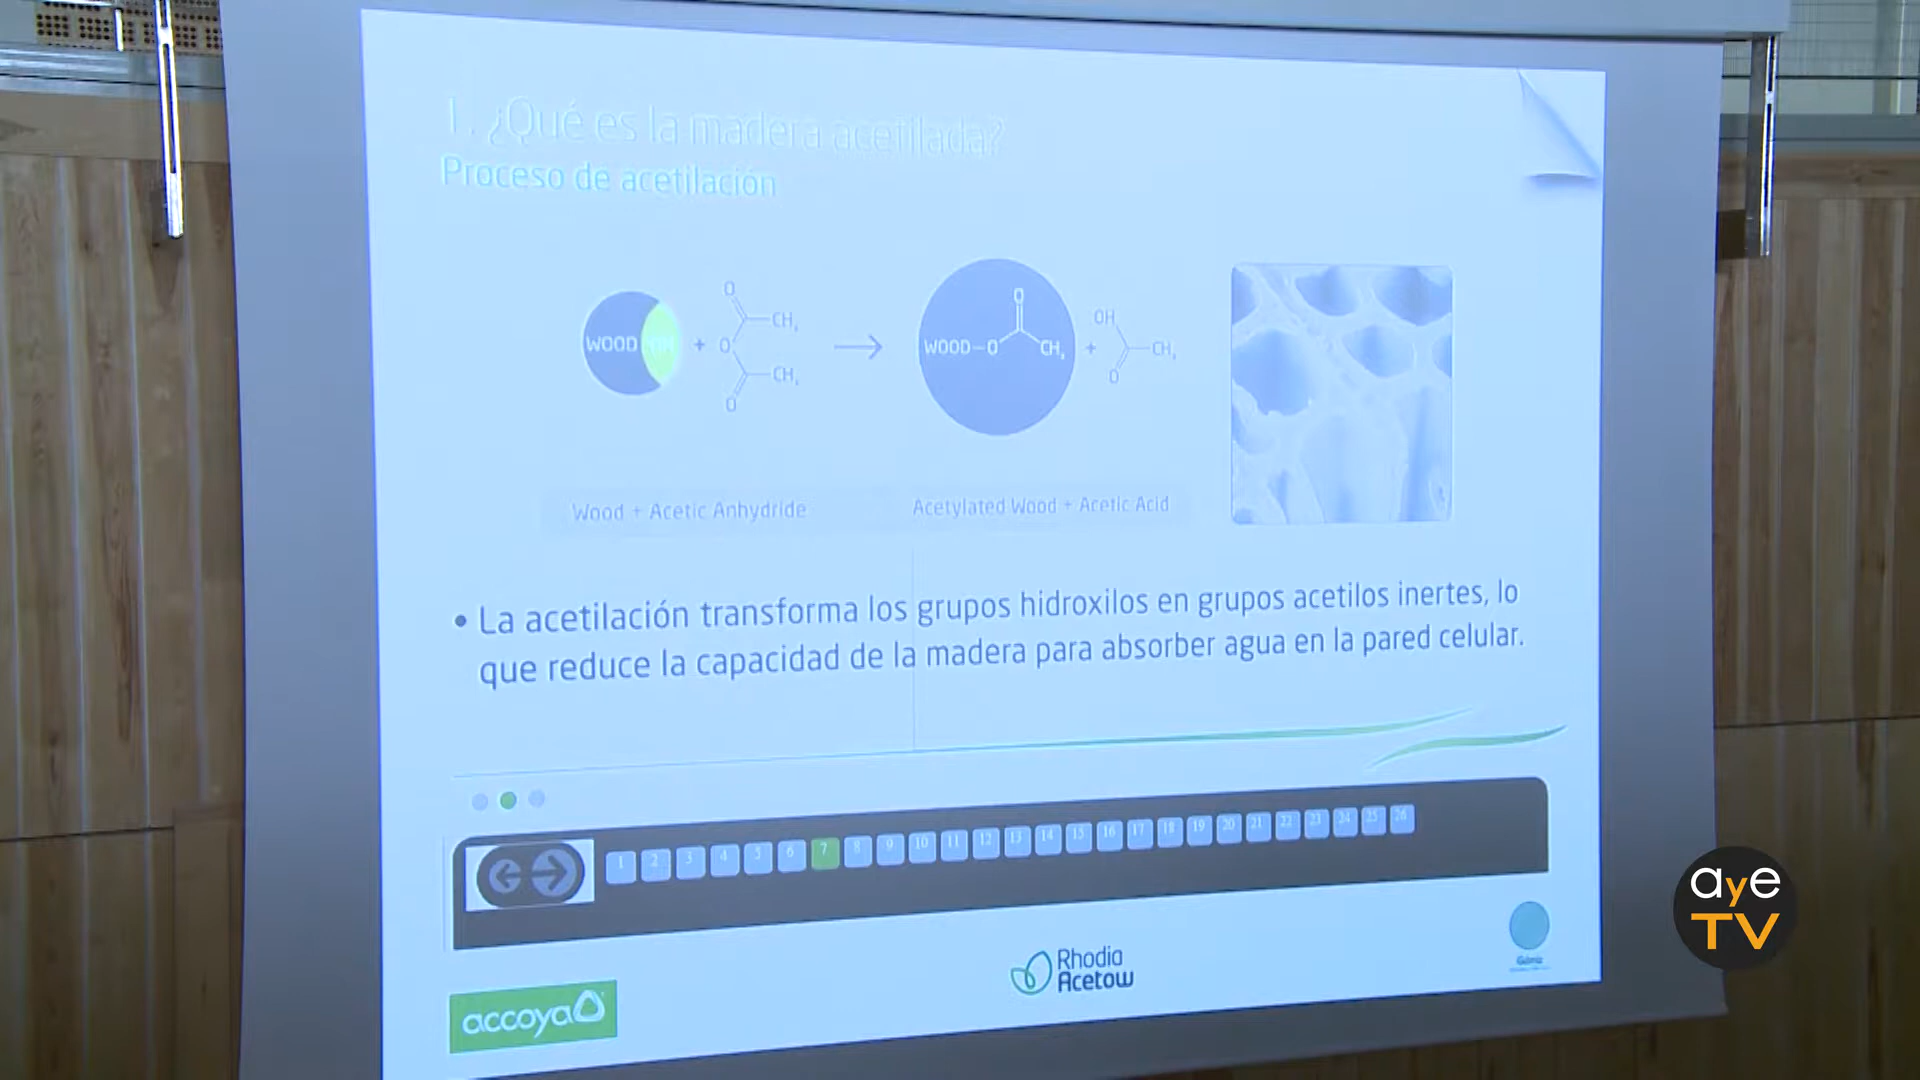 1. ¿Qué es la madera acetilada?
Proceso de acetilación
WOOD OH + O O O CH₃ CH₃ → WOOD-O O CH₃ + OH O CH₃
Wood + Acetic Anhydride
Acetylated Wood + Acetic Acid
• La acetilación transforma los grupos hidroxilos en grupos acetilos inertes, lo
que reduce la capacidad de la madera para absorber agua en la pared celular.
1 2 3 4 5 6 7 8 9 10 11 12 13 14 15 16 17 18 19 20 21 22 23 24 25 26
accoya
Rhodia
Acetow
aye
TV